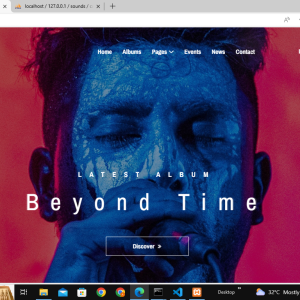 localhost / 127.0.0.1 / sounds /
Home Albums Pages Events News Contact
LATEST ALBUM
Beyond Time
Discover »
Desktop » 32°C Mostly